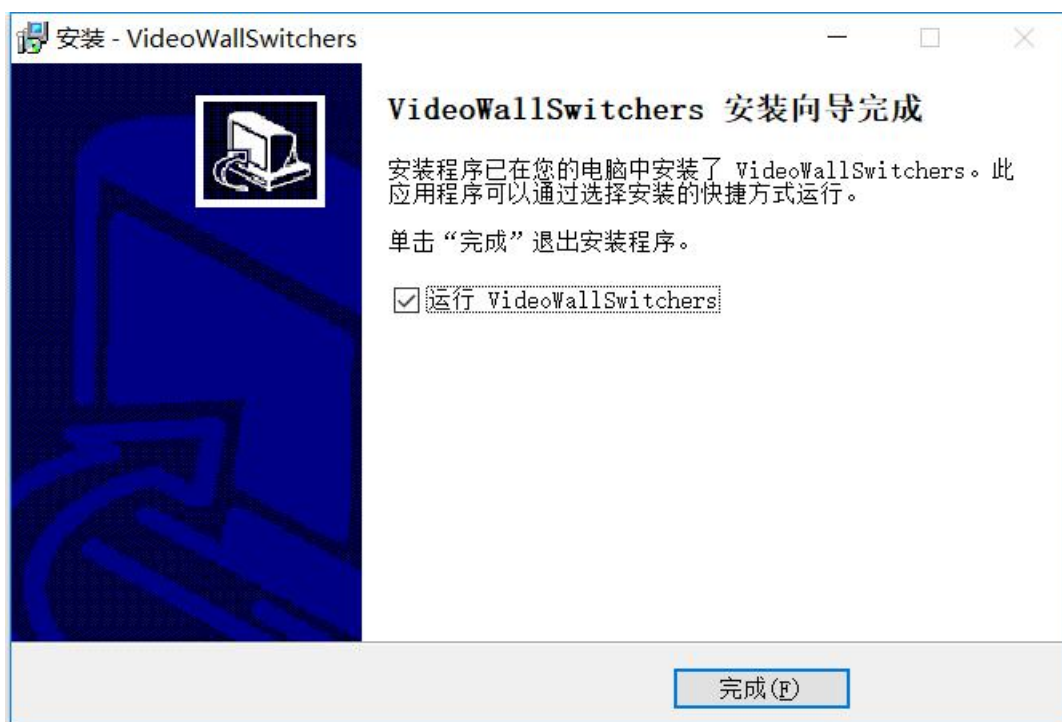 安装 - VideoWallSwitchers
VideoWallSwitchers 安装向导完成
安装程序已在您的电脑中安装了 VideoWallSwitchers。此
应用程序可以通过选择安装的快捷方式运行。
单击“完成”退出安装程序。
运行 VideoWallSwitchers
完成(F)